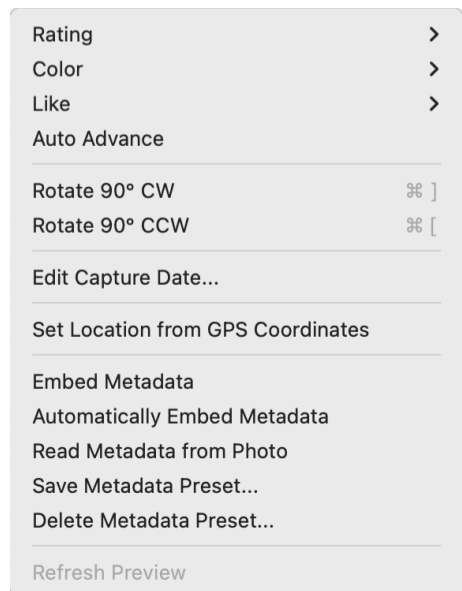 Rating
Color
Like
Auto Advance
Rotate 90° CW ⌘ ]
Rotate 90° CCW ⌘ [
Edit Capture Date...
Set Location from GPS Coordinates
Embed Metadata
Automatically Embed Metadata
Read Metadata from Photo
Save Metadata Preset...
Delete Metadata Preset...
Refresh Preview